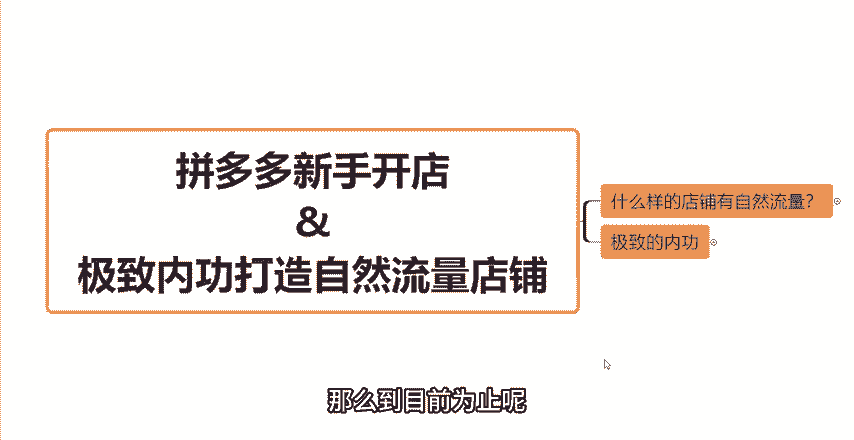 拼多多新手开店
&
极致内功打造自然流量店铺
什么样的店铺有自然流量？
极致的内功
那么到目前为止呢